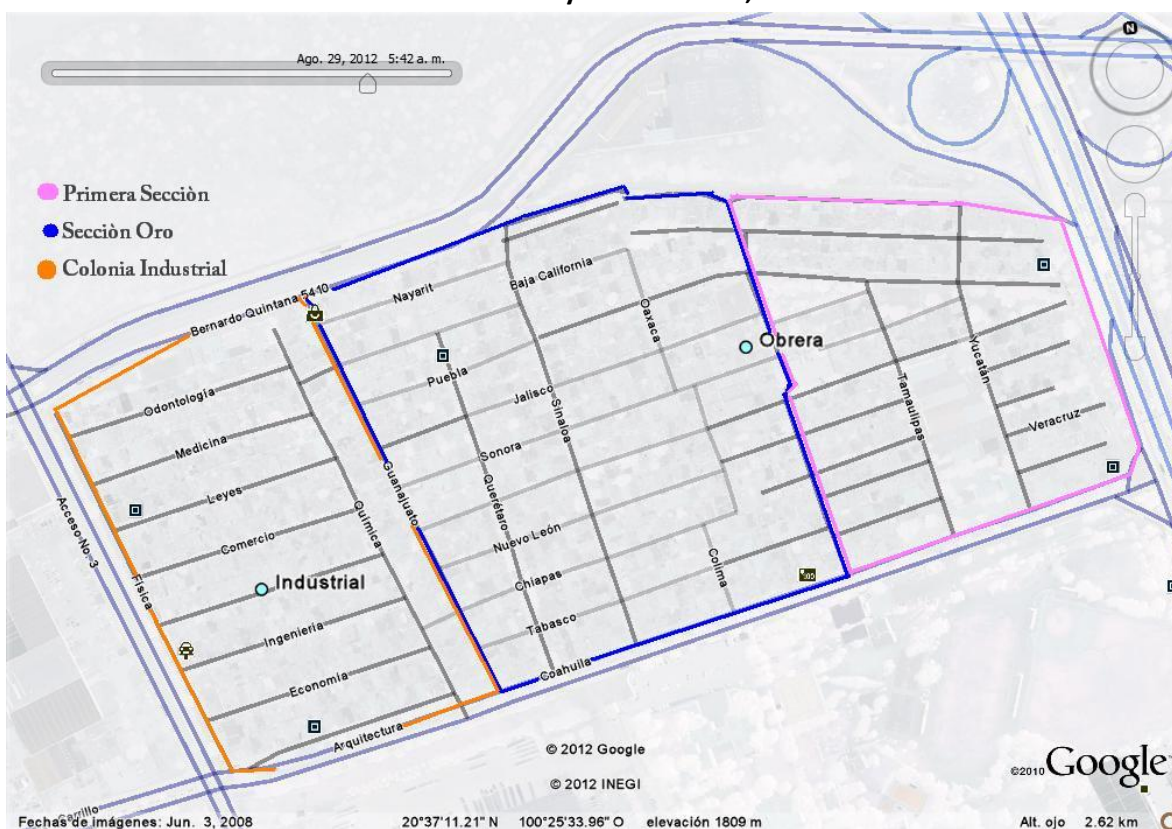 Ago. 29, 2012 5:42 a. m.
N
Primera Secciòn
Secciòn Oro
Colonia Industrial
Bernardo Quintana 5410
Nayarit
Baja California
Oaxaca
Obrera
Odontología
Puebla
Jalisco
Sinaloa
Tamaulipas
Yucatán
Veracruz
Medicina
Sonora
Guanajuato
Querétaro
Leyes
Química
Acceso No. 3
Comercio
Nuevo León
Física
Industrial
Chiapas
Colima
Ingeniería
Tabasco
Economía
Coahuila
Arquitectura
© 2012 Google
© 2012 INEGI
©2010 Google
Carrillo
Fechas de imágenes: Jun. 3, 2008 20°37'11.21" N 100°25'33.96" O elevación 1809 m Alt. ojo 2.62 km